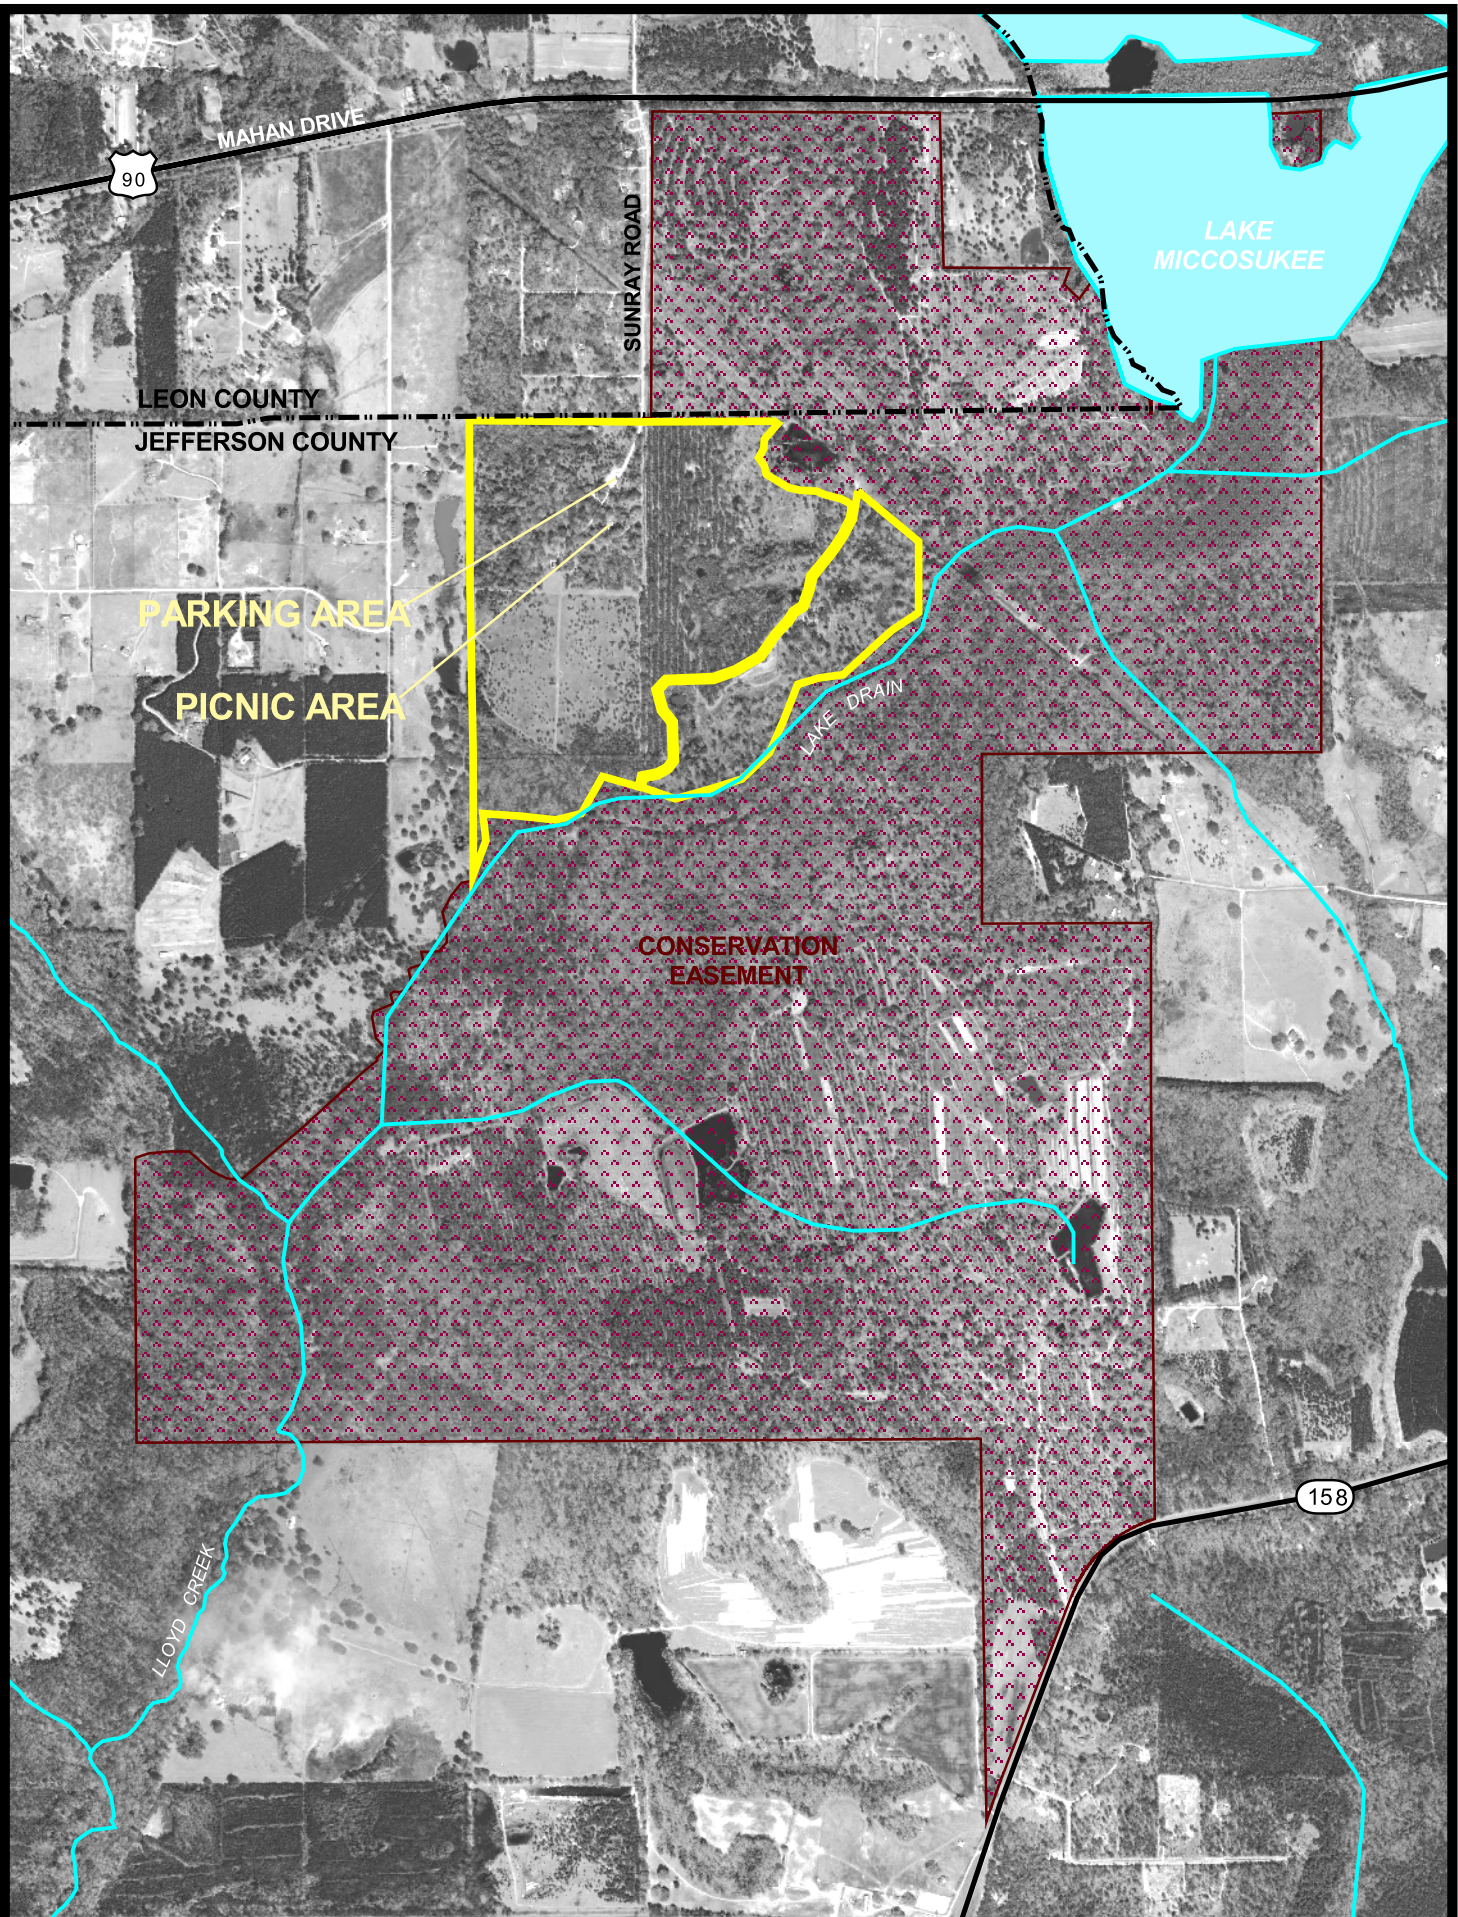 MAHAN DRIVE
90
SUNRAY ROAD
LAKE
MICCOSUKEE
LEON COUNTY
JEFFERSON COUNTY
PARKING AREA
PICNIC AREA
LAKE DRAIN
CONSERVATION
EASEMENT
158
LLOYD CREEK